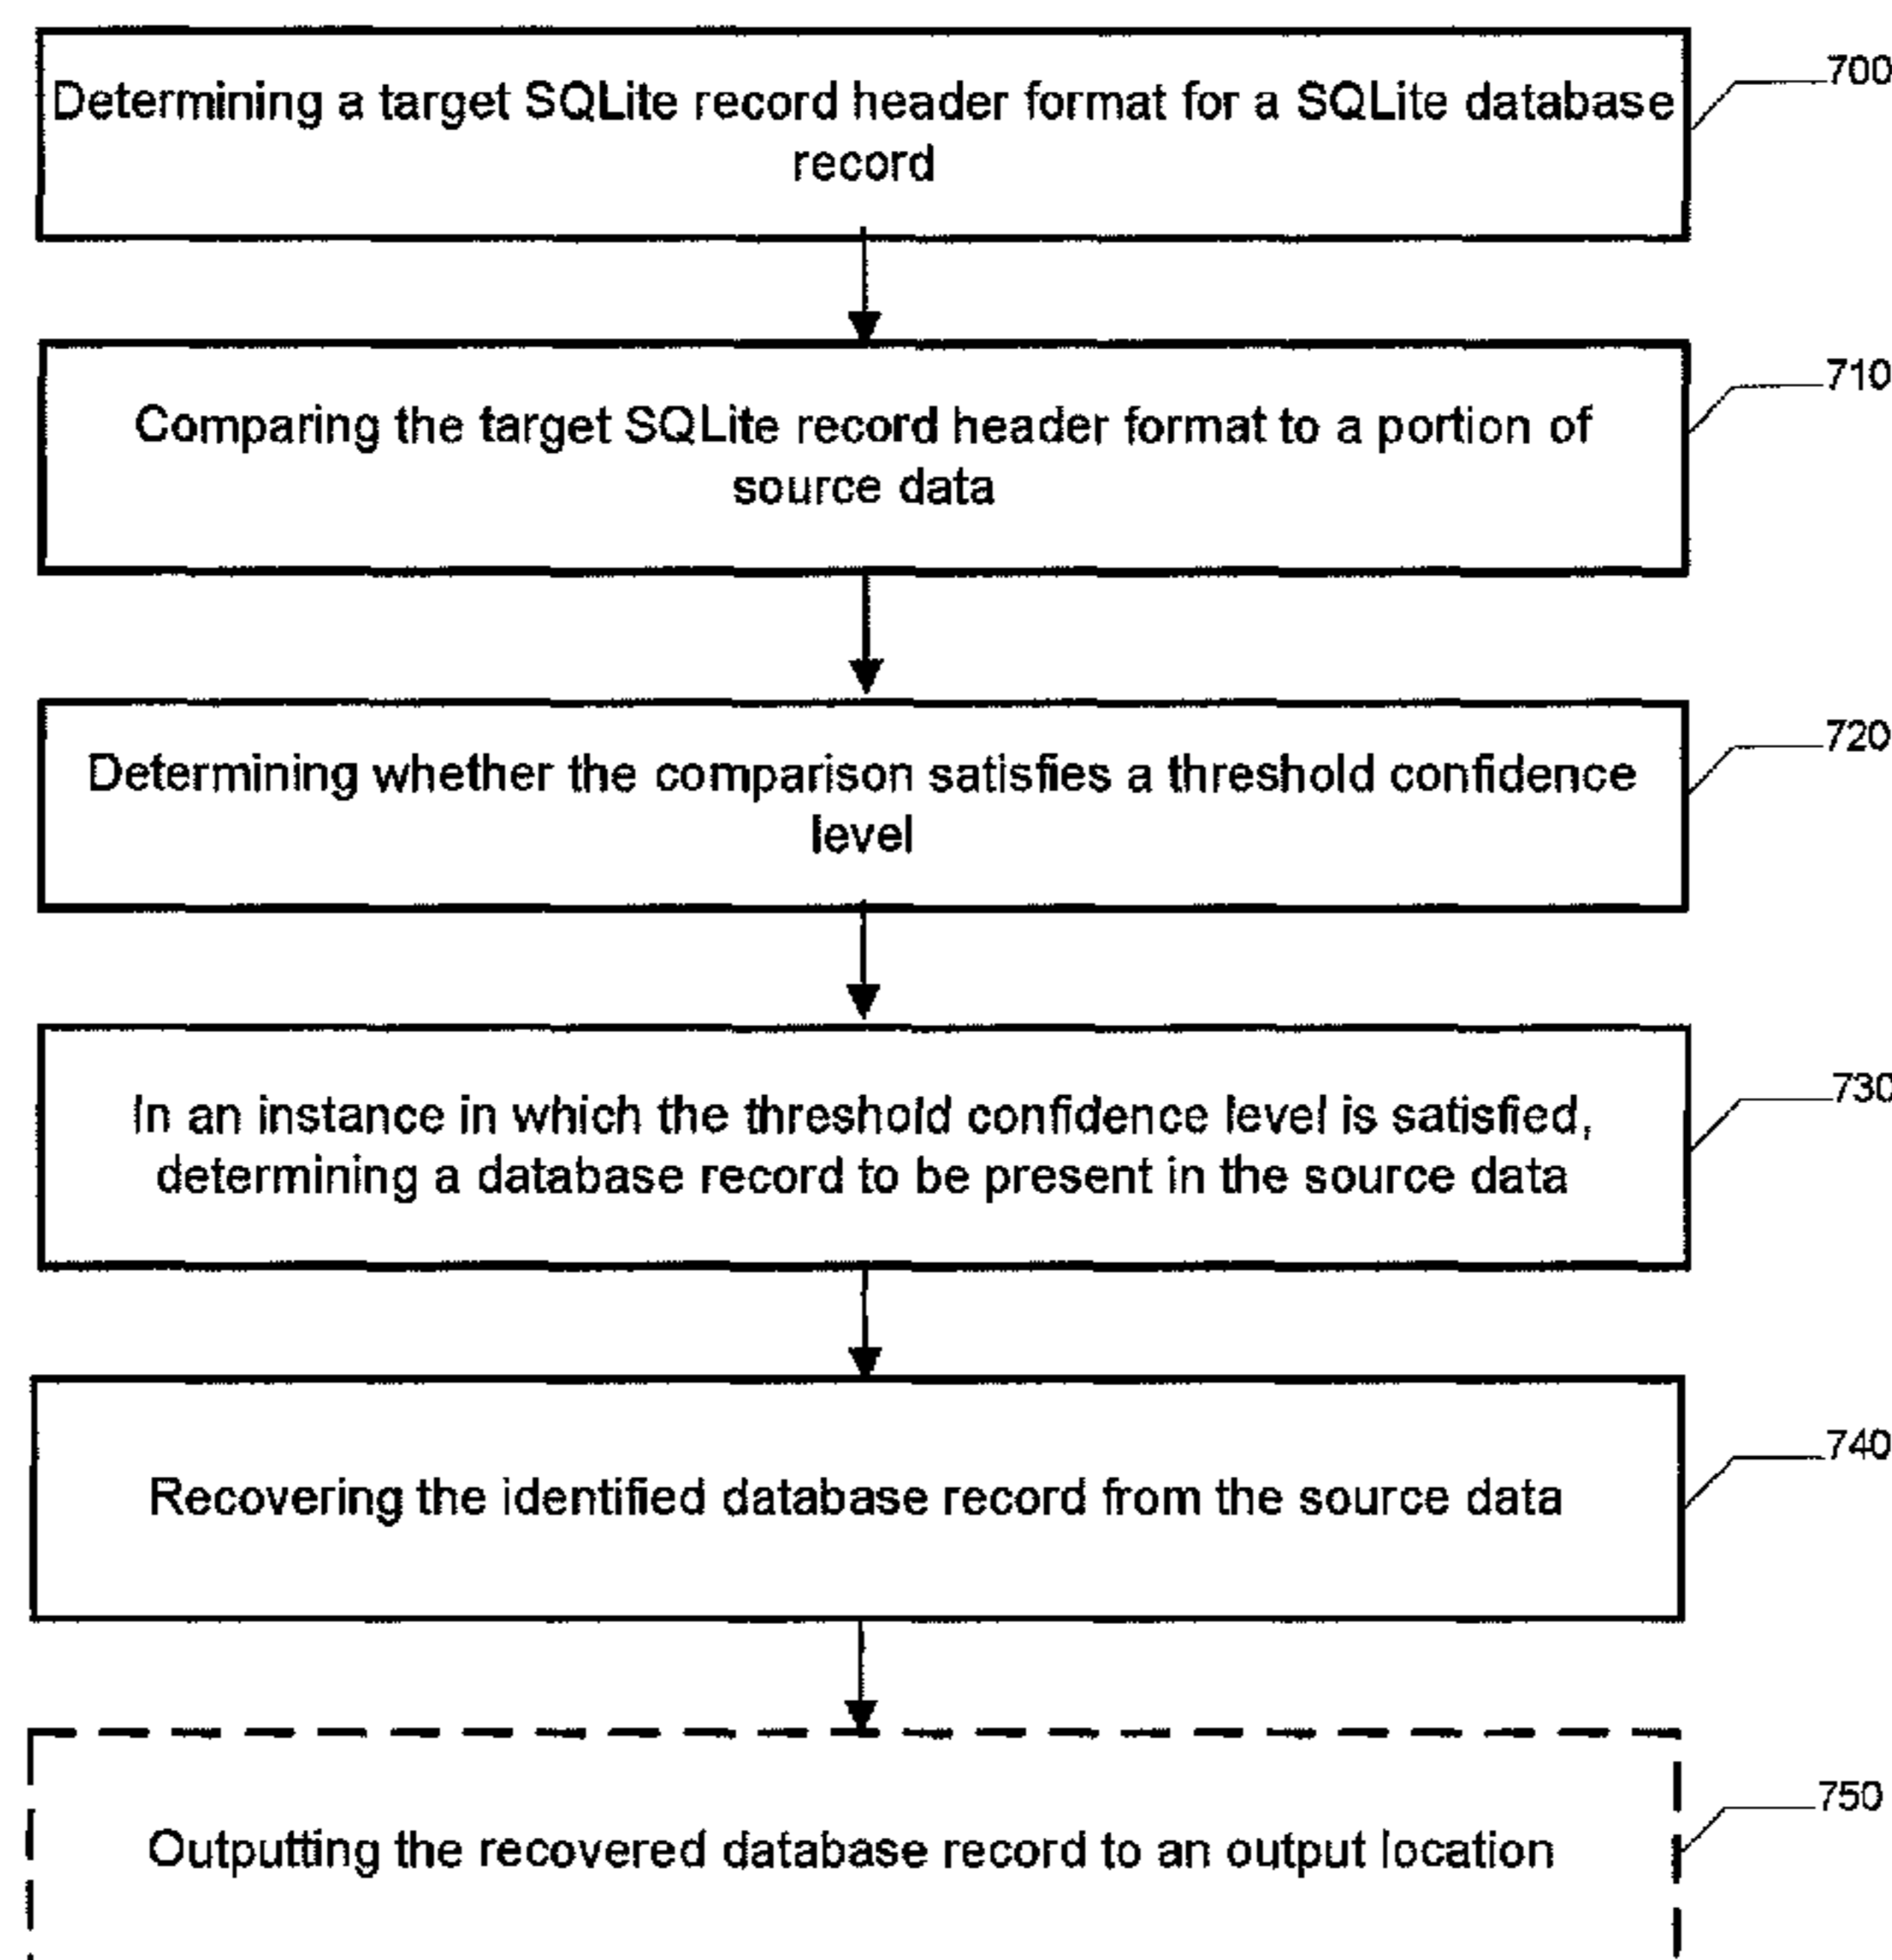 Determining a target SQLite record header format for a SQLite database
record
700
Comparing the target SQLite record header format to a portion of
source data
710
Determining whether the comparison satisfies a threshold confidence
level
720
In an instance in which the threshold confidence level is satisfied,
determining a database record to be present in the source data
730
Recovering the identified database record from the source data
740
Outputting the recovered database record to an output location
750